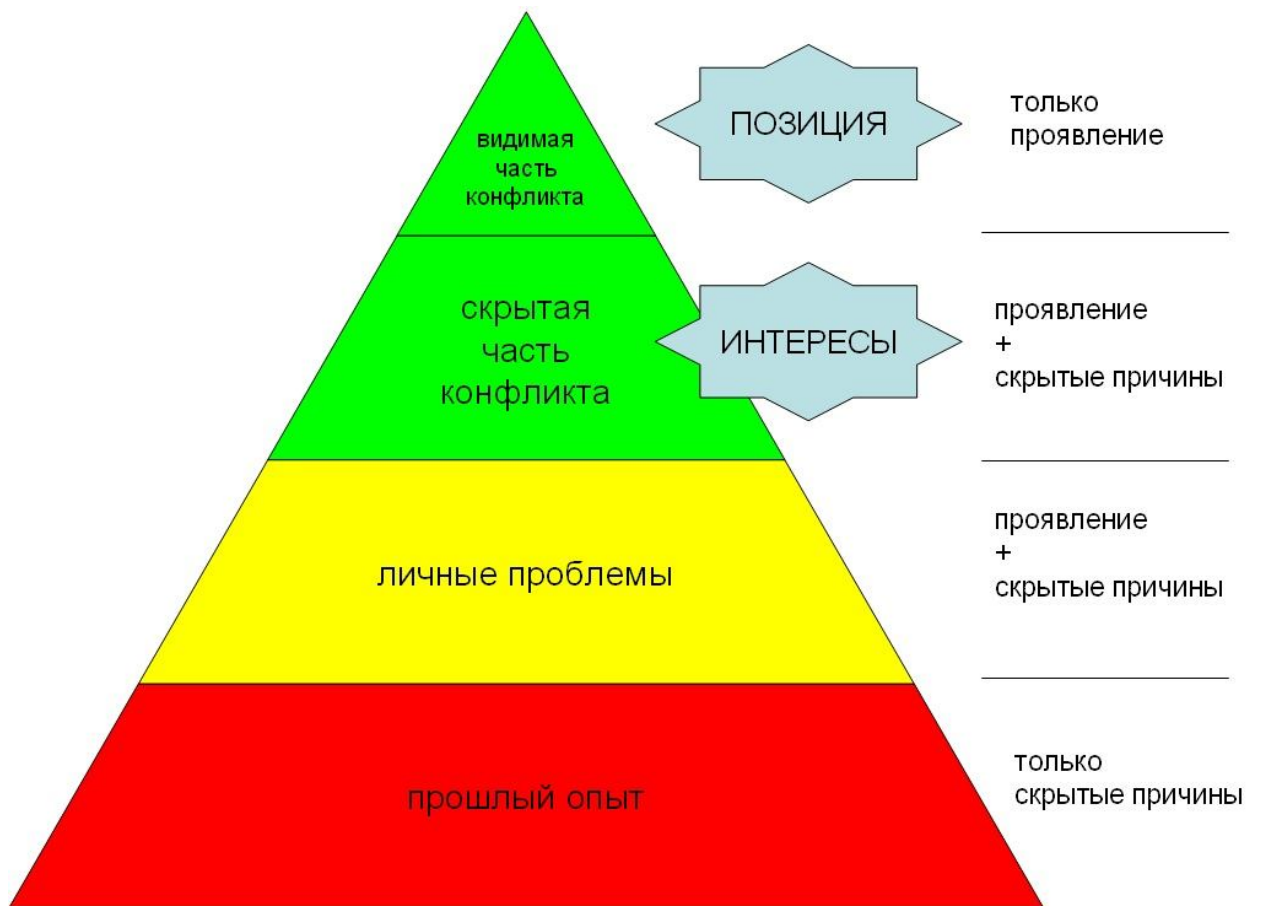 видимая
часть
конфликта
ПОЗИЦИЯ
только
проявление
скрытая
часть
конфликта
ИНТЕРЕСЫ
проявление
+
скрытые причины
личные проблемы
проявление
+
скрытые причины
прошлый опыт
только
скрытые причины